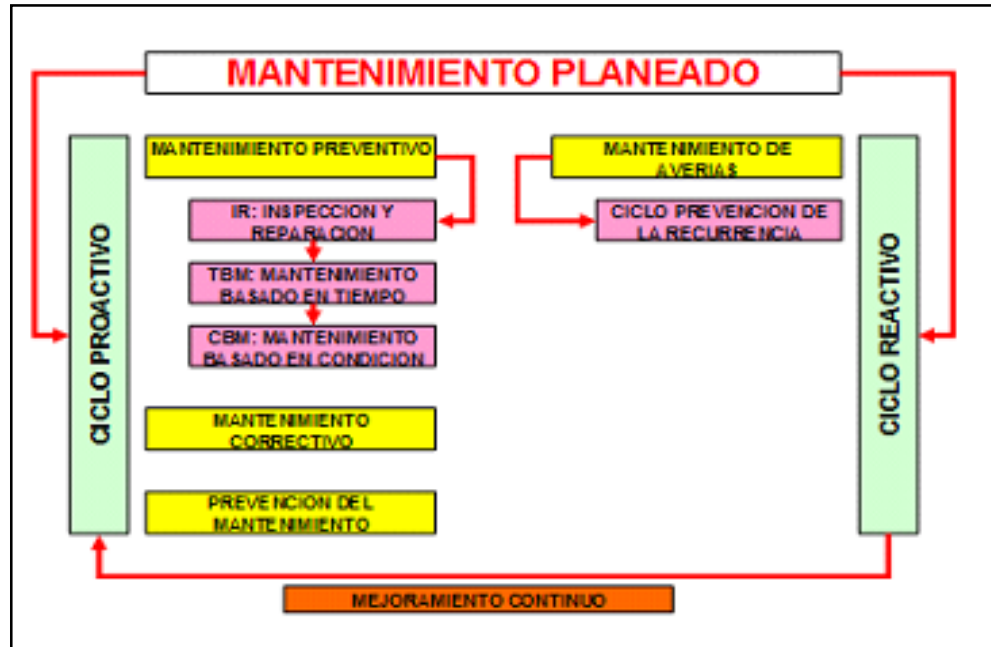 MANTENIMIENTO PLANEADO
CICLO PROACTIVO
MANTENIMIENTO PREVENTIVO
IR: INSPECCION Y
REPARACION
TBM: MANTENIMIENTO
BASADO EN TIEMPO
CBM: MANTENIMIENTO
BASADO EN CONDICION
MANTENIMIENTO
CORRECTIVO
PREVENCION DEL
MANTENIMIENTO
MANTENIMIENTO DE
AVERIAS
CICLO PREVENCION DE
LA RECURRENCIA
CICLO REACTIVO
MEJORAMIENTO CONTINUO